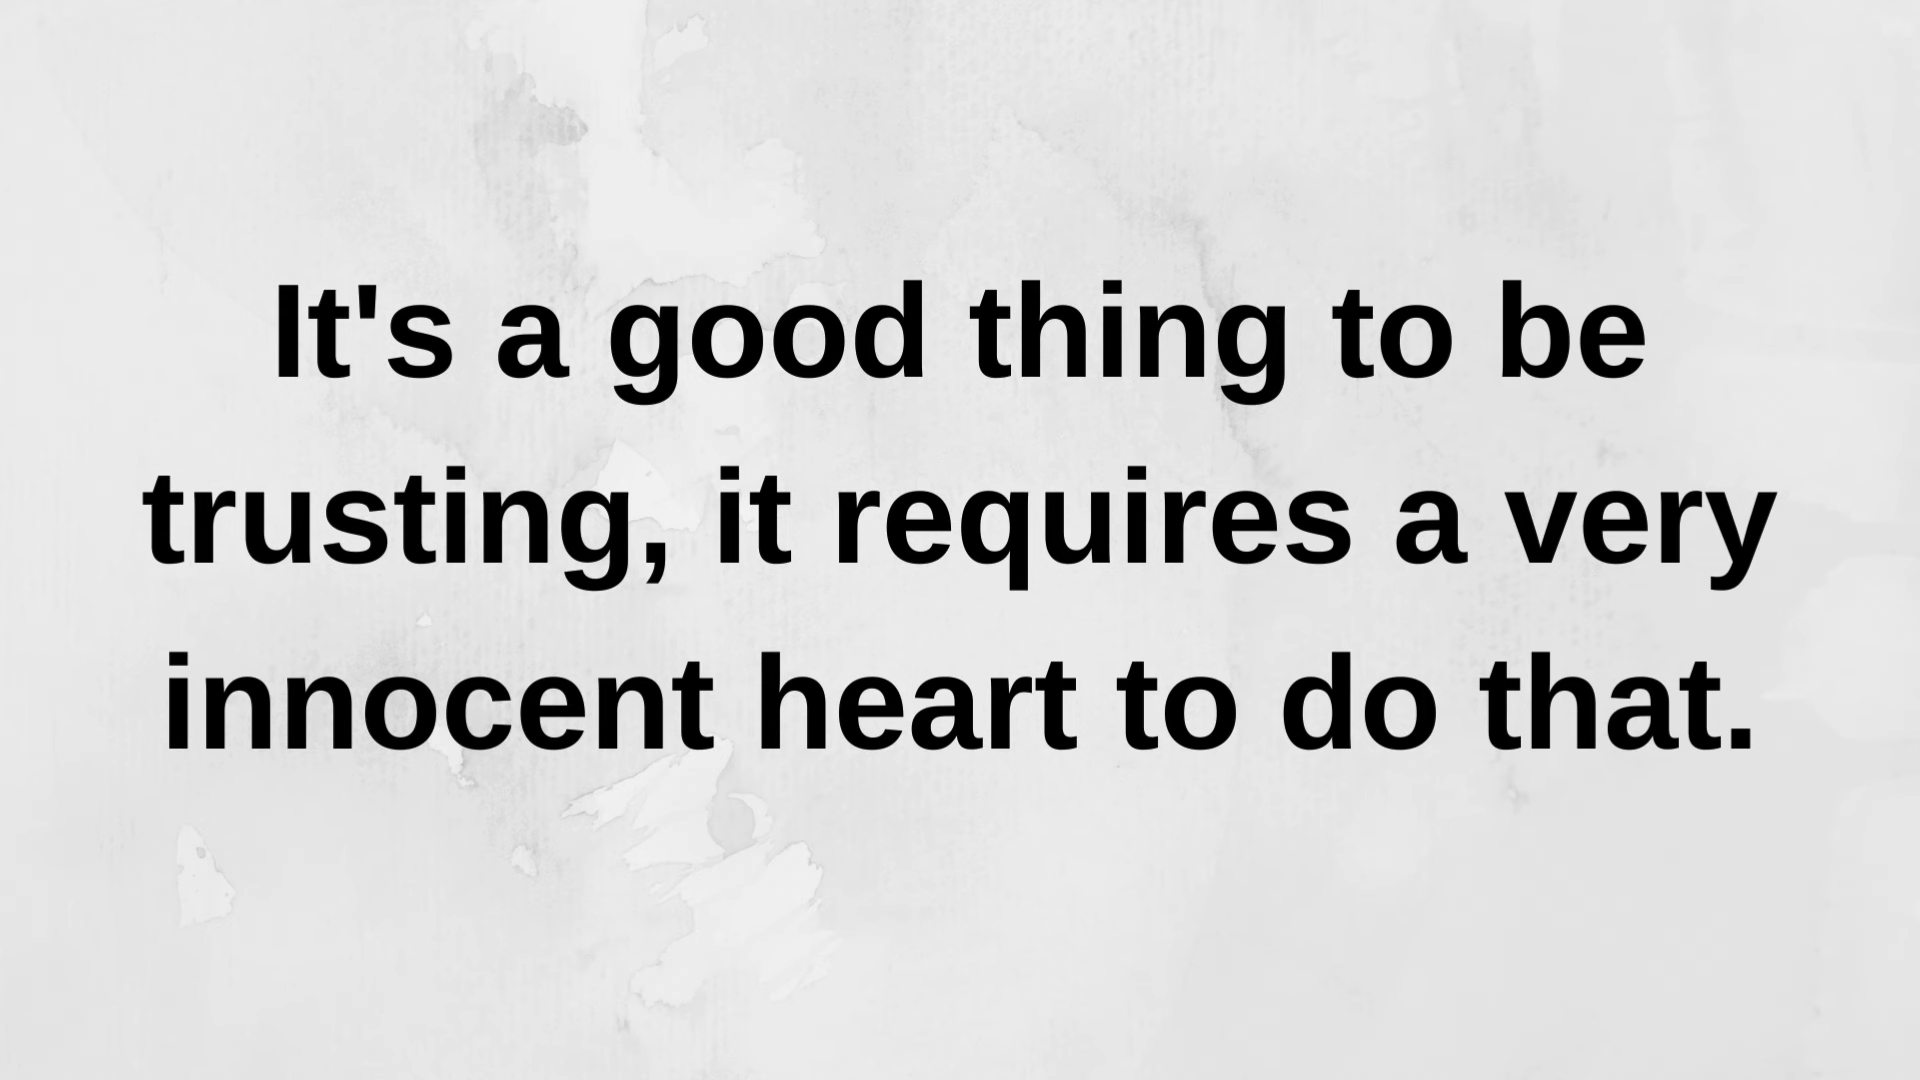 It's a good thing to be
trusting, it requires a very
innocent heart to do that.